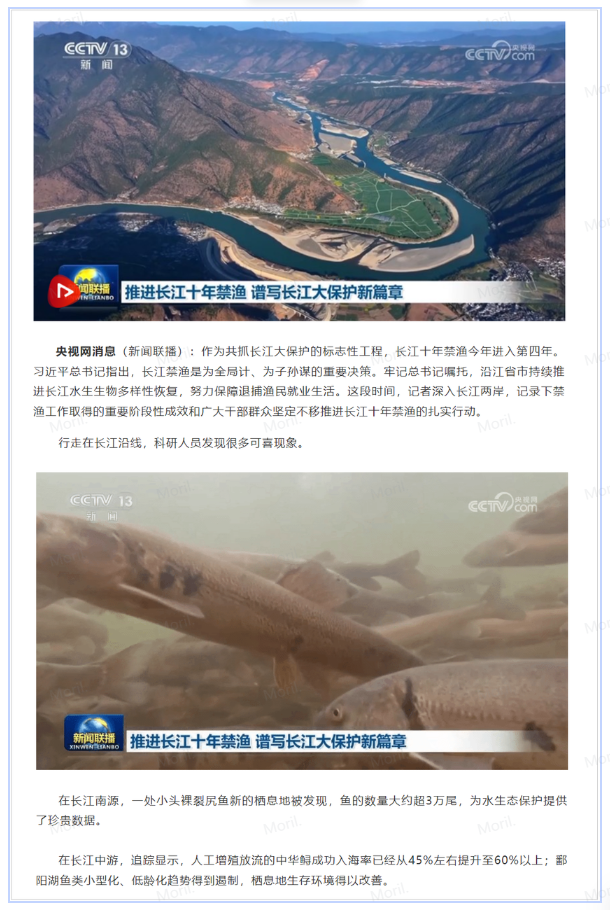 CCTV 13
新闻
CCTV 央视网
com
新闻联播
XINWEN LIANBO
推进长江十年禁渔 谱写长江大保护新篇章
央视网消息（新闻联播）：作为共抓长江大保护的标志性工程，长江十年禁渔今年进入第四年。
习近平总书记指出，长江禁渔是为全局计、为子孙谋的重要决策。牢记总书记嘱托，沿江省市持续推
进长江水生生物多样性恢复，努力保障退捕渔民就业生活。这段时间，记者深入长江两岸，记录下禁
渔工作取得的重要阶段性成效和广大干部群众坚定不移推进长江十年禁渔的扎实行动。
行走在长江沿线，科研人员发现很多可喜现象。
CCTV 13
新闻
CCTV 央视网
com
新闻联播
XINWEN LIANBO
推进长江十年禁渔 谱写长江大保护新篇章
在长江南源，一处小头裸裂尻鱼新的栖息地被发现，鱼的数量大约超3万尾，为水生态保护提供
了珍贵数据。
在长江中游，追踪显示，人工增殖放流的中华鲟成功入海率已经从45%左右提升至60%以上；鄱
阳湖鱼类小型化、低龄化趋势得到遏制，栖息地生存环境得以改善。
Moril.